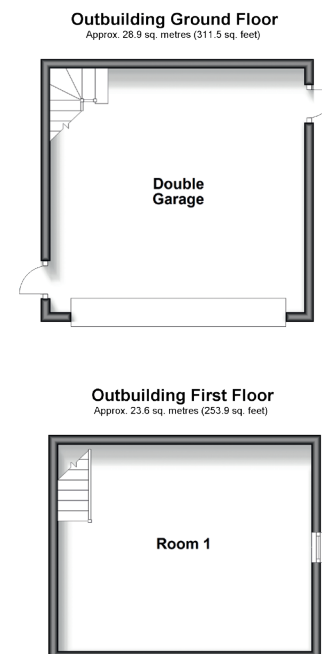 Outbuilding Ground Floor
Approx. 28.9 sq. metres (311.5 sq. feet)
Double
Garage
Outbuilding First Floor
Approx. 23.6 sq. metres (253.9 sq. feet)
Room 1